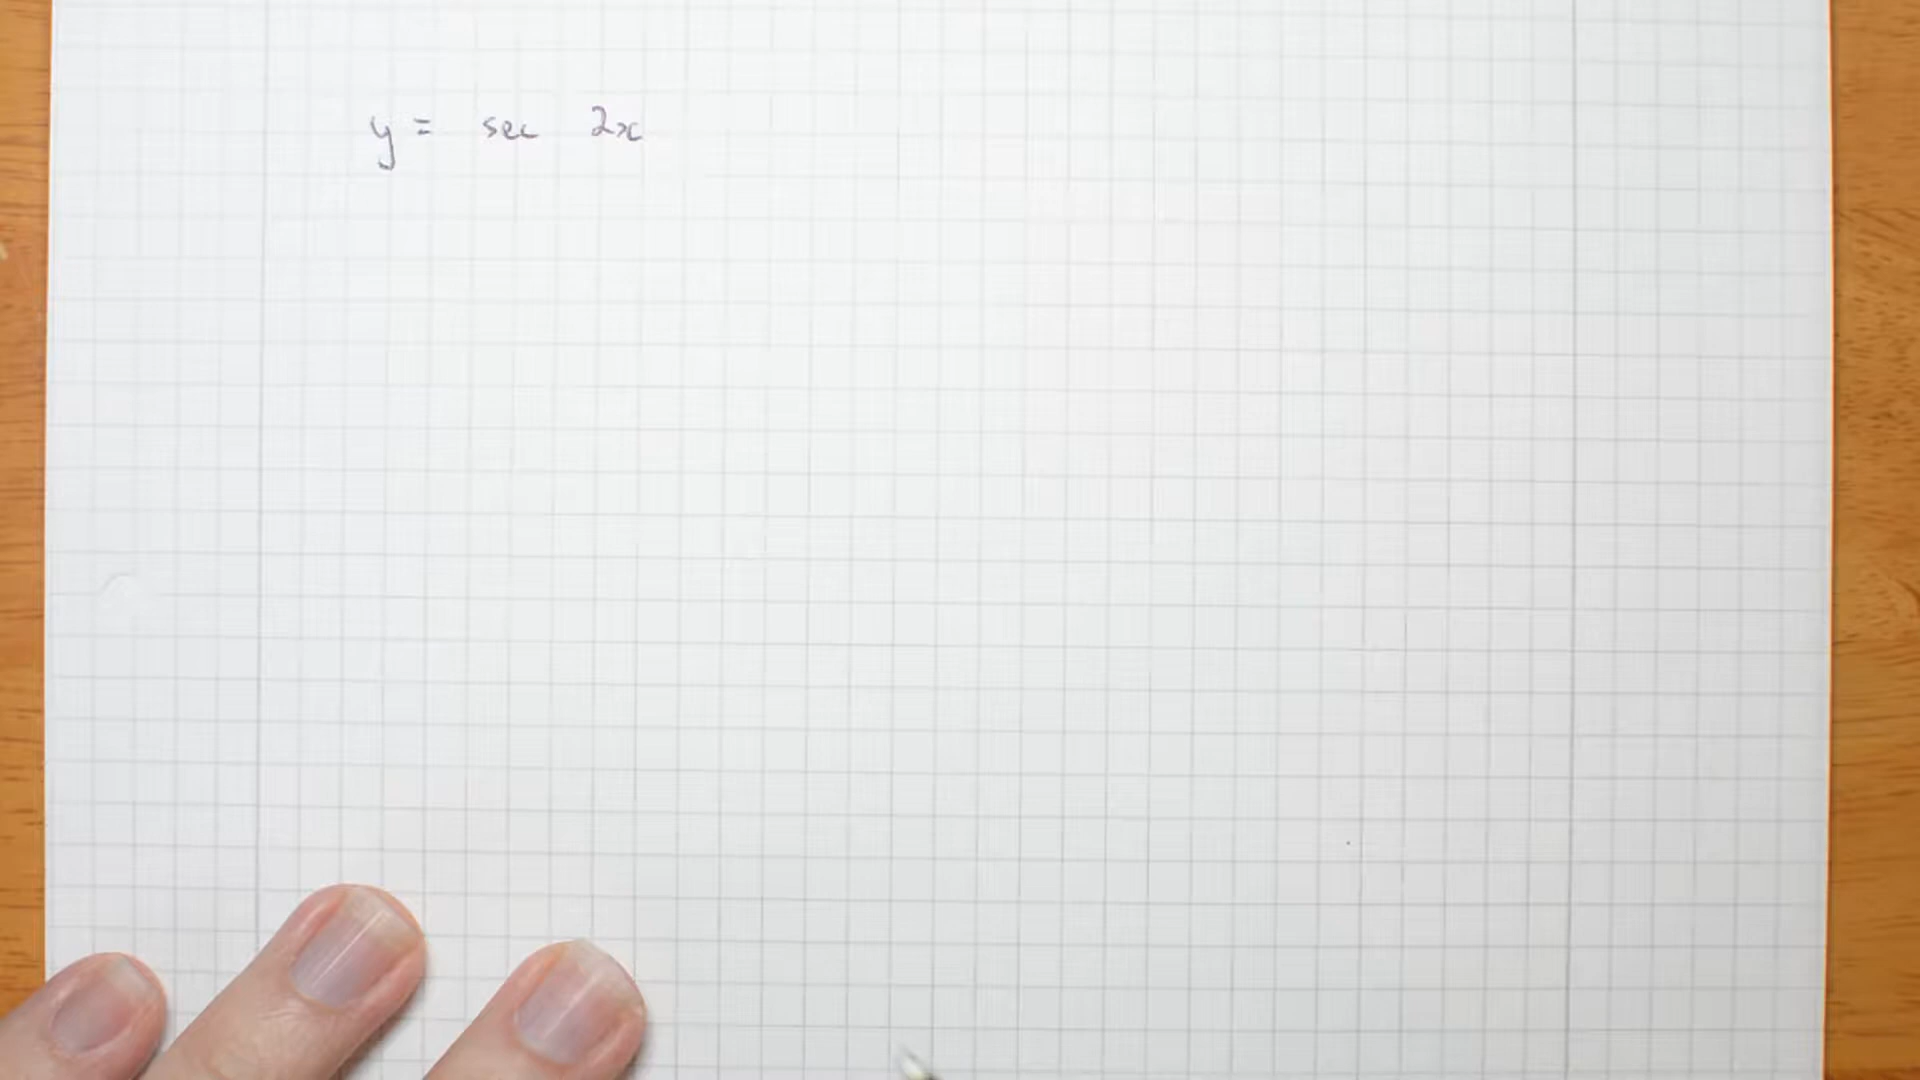 y = sec 2x